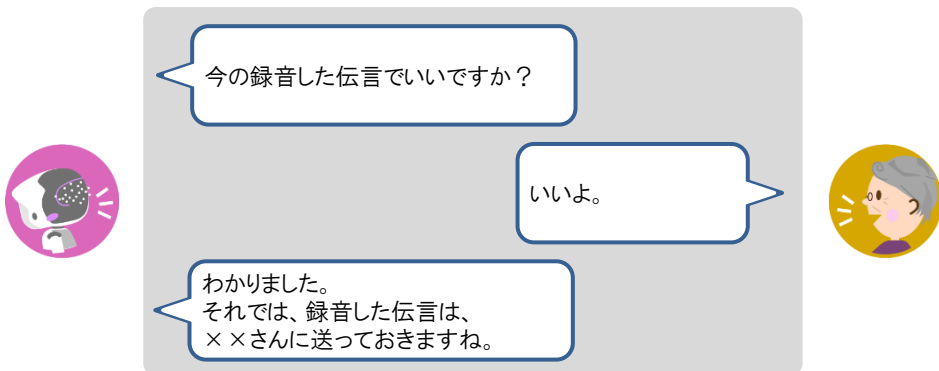 今の録音した伝言でいいですか？
いいよ。
わかりました。
それでは、録音した伝言は、
××さんに送っておきますね。